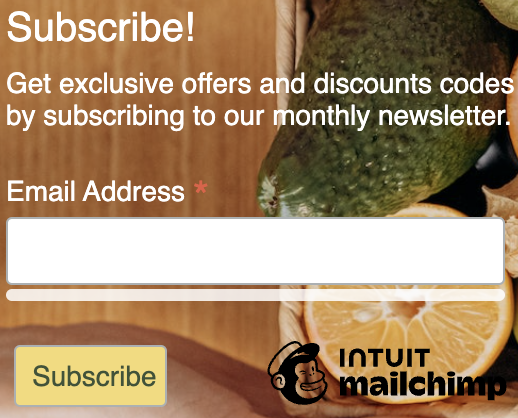 Subscribe!
Get exclusive offers and discounts codes
by subscribing to our monthly newsletter.
Email Address *
Subscribe
INTUIT
mailchimp